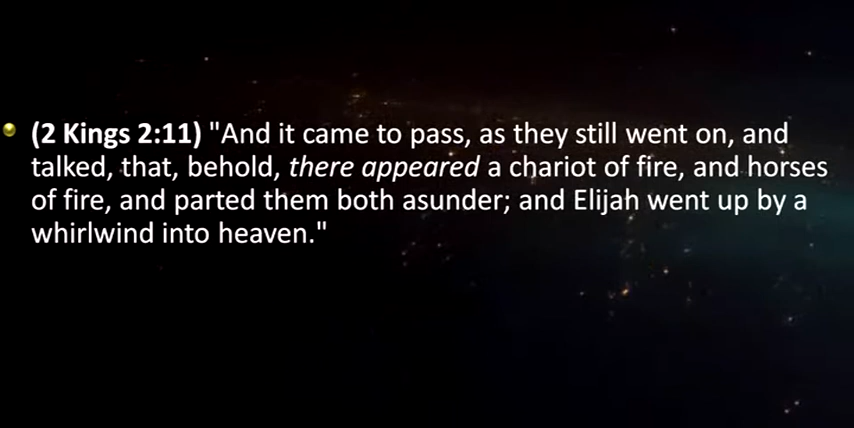 (2 Kings 2:11) "And it came to pass, as they still went on, and
talked, that, behold, there appeared a chariot of fire, and horses
of fire, and parted them both asunder; and Elijah went up by a
whirlwind into heaven."